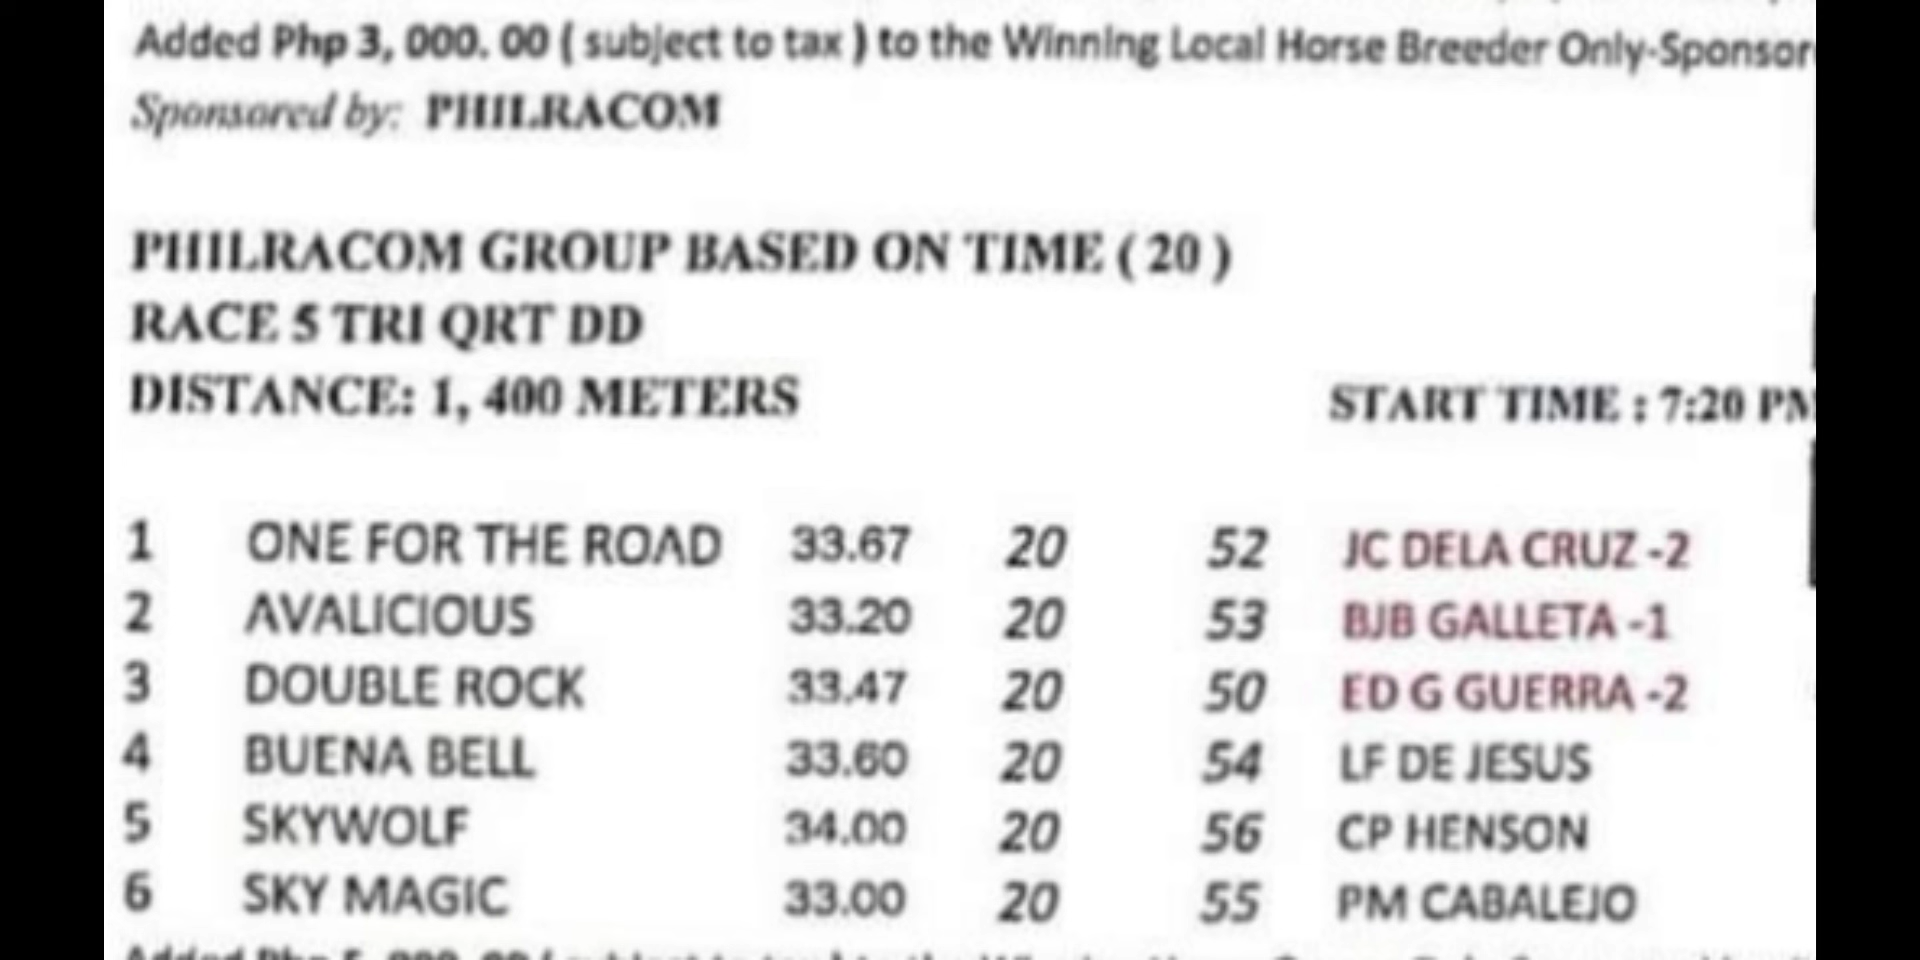 Added Php 3, 000. 00 ( subject to tax ) to the Winning Local Horse Breeder Only-Sponsor
Sponsored by: PHILRACOM
PHILRACOM GROUP BASED ON TIME ( 20 )
RACE 5 TRI QRT DD
DISTANCE: 1, 400 METERS START TIME : 7:20 PM
1 ONE FOR THE ROAD 33.67 20 52 JC DELA CRUZ -2
2 AVALICIOUS 33.20 20 53 BJB GALLETA -1
3 DOUBLE ROCK 33.47 20 50 ED G GUERRA -2
4 BUENA BELL 33.60 20 54 LF DE JESUS
5 SKYWOLF 34.00 20 56 CP HENSON
6 SKY MAGIC 33.00 20 55 PM CABALEJO